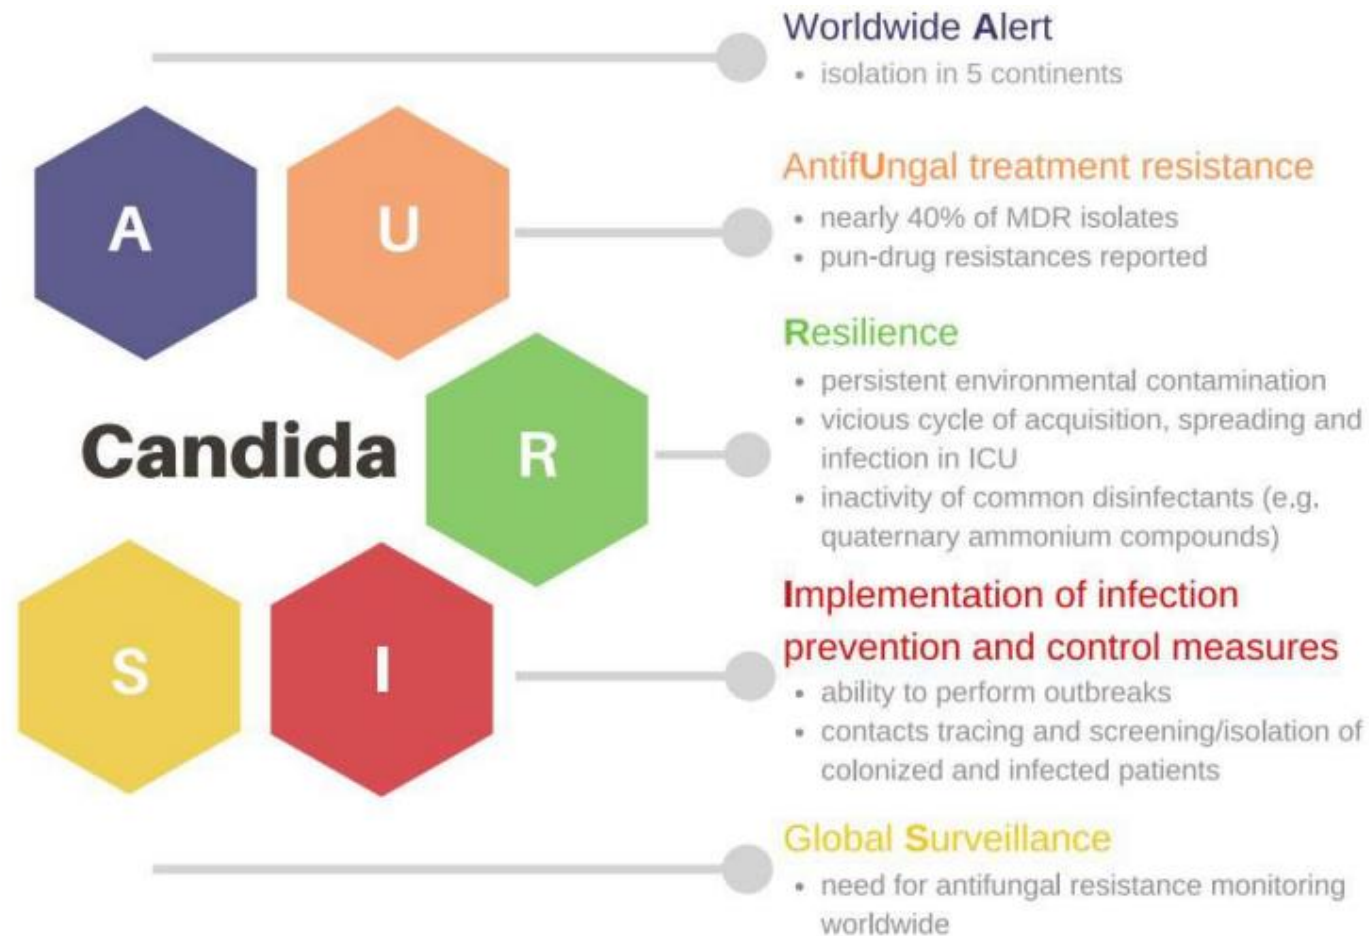 Worldwide Alert
• isolation in 5 continents
A
U
AntifUngal treatment resistance
• nearly 40% of MDR isolates
• pun-drug resistances reported
Candida
R
Resilience
• persistent environmental contamination
• vicious cycle of acquisition, spreading and
infection in ICU
• inactivity of common disinfectants (e.g.
quaternary ammonium compounds)
S
I
Implementation of infection
prevention and control measures
• ability to perform outbreaks
• contacts tracing and screening/isolation of
colonized and infected patients
Global Surveillance
• need for antifungal resistance monitoring
worldwide